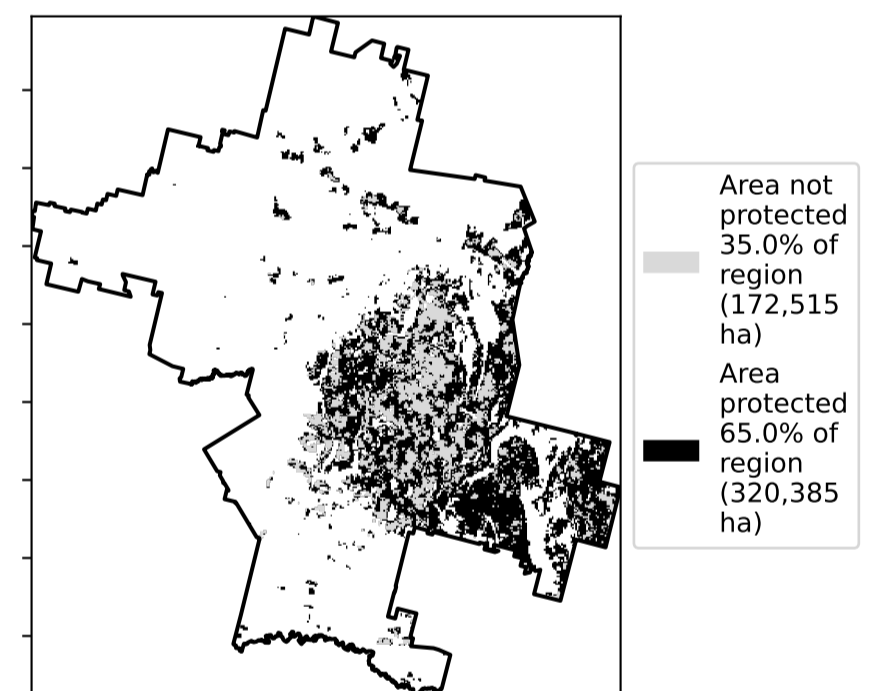 Area not
protected
35.0% of
region
(172,515
ha)
Area
protected
65.0% of
region
(320,385
ha)